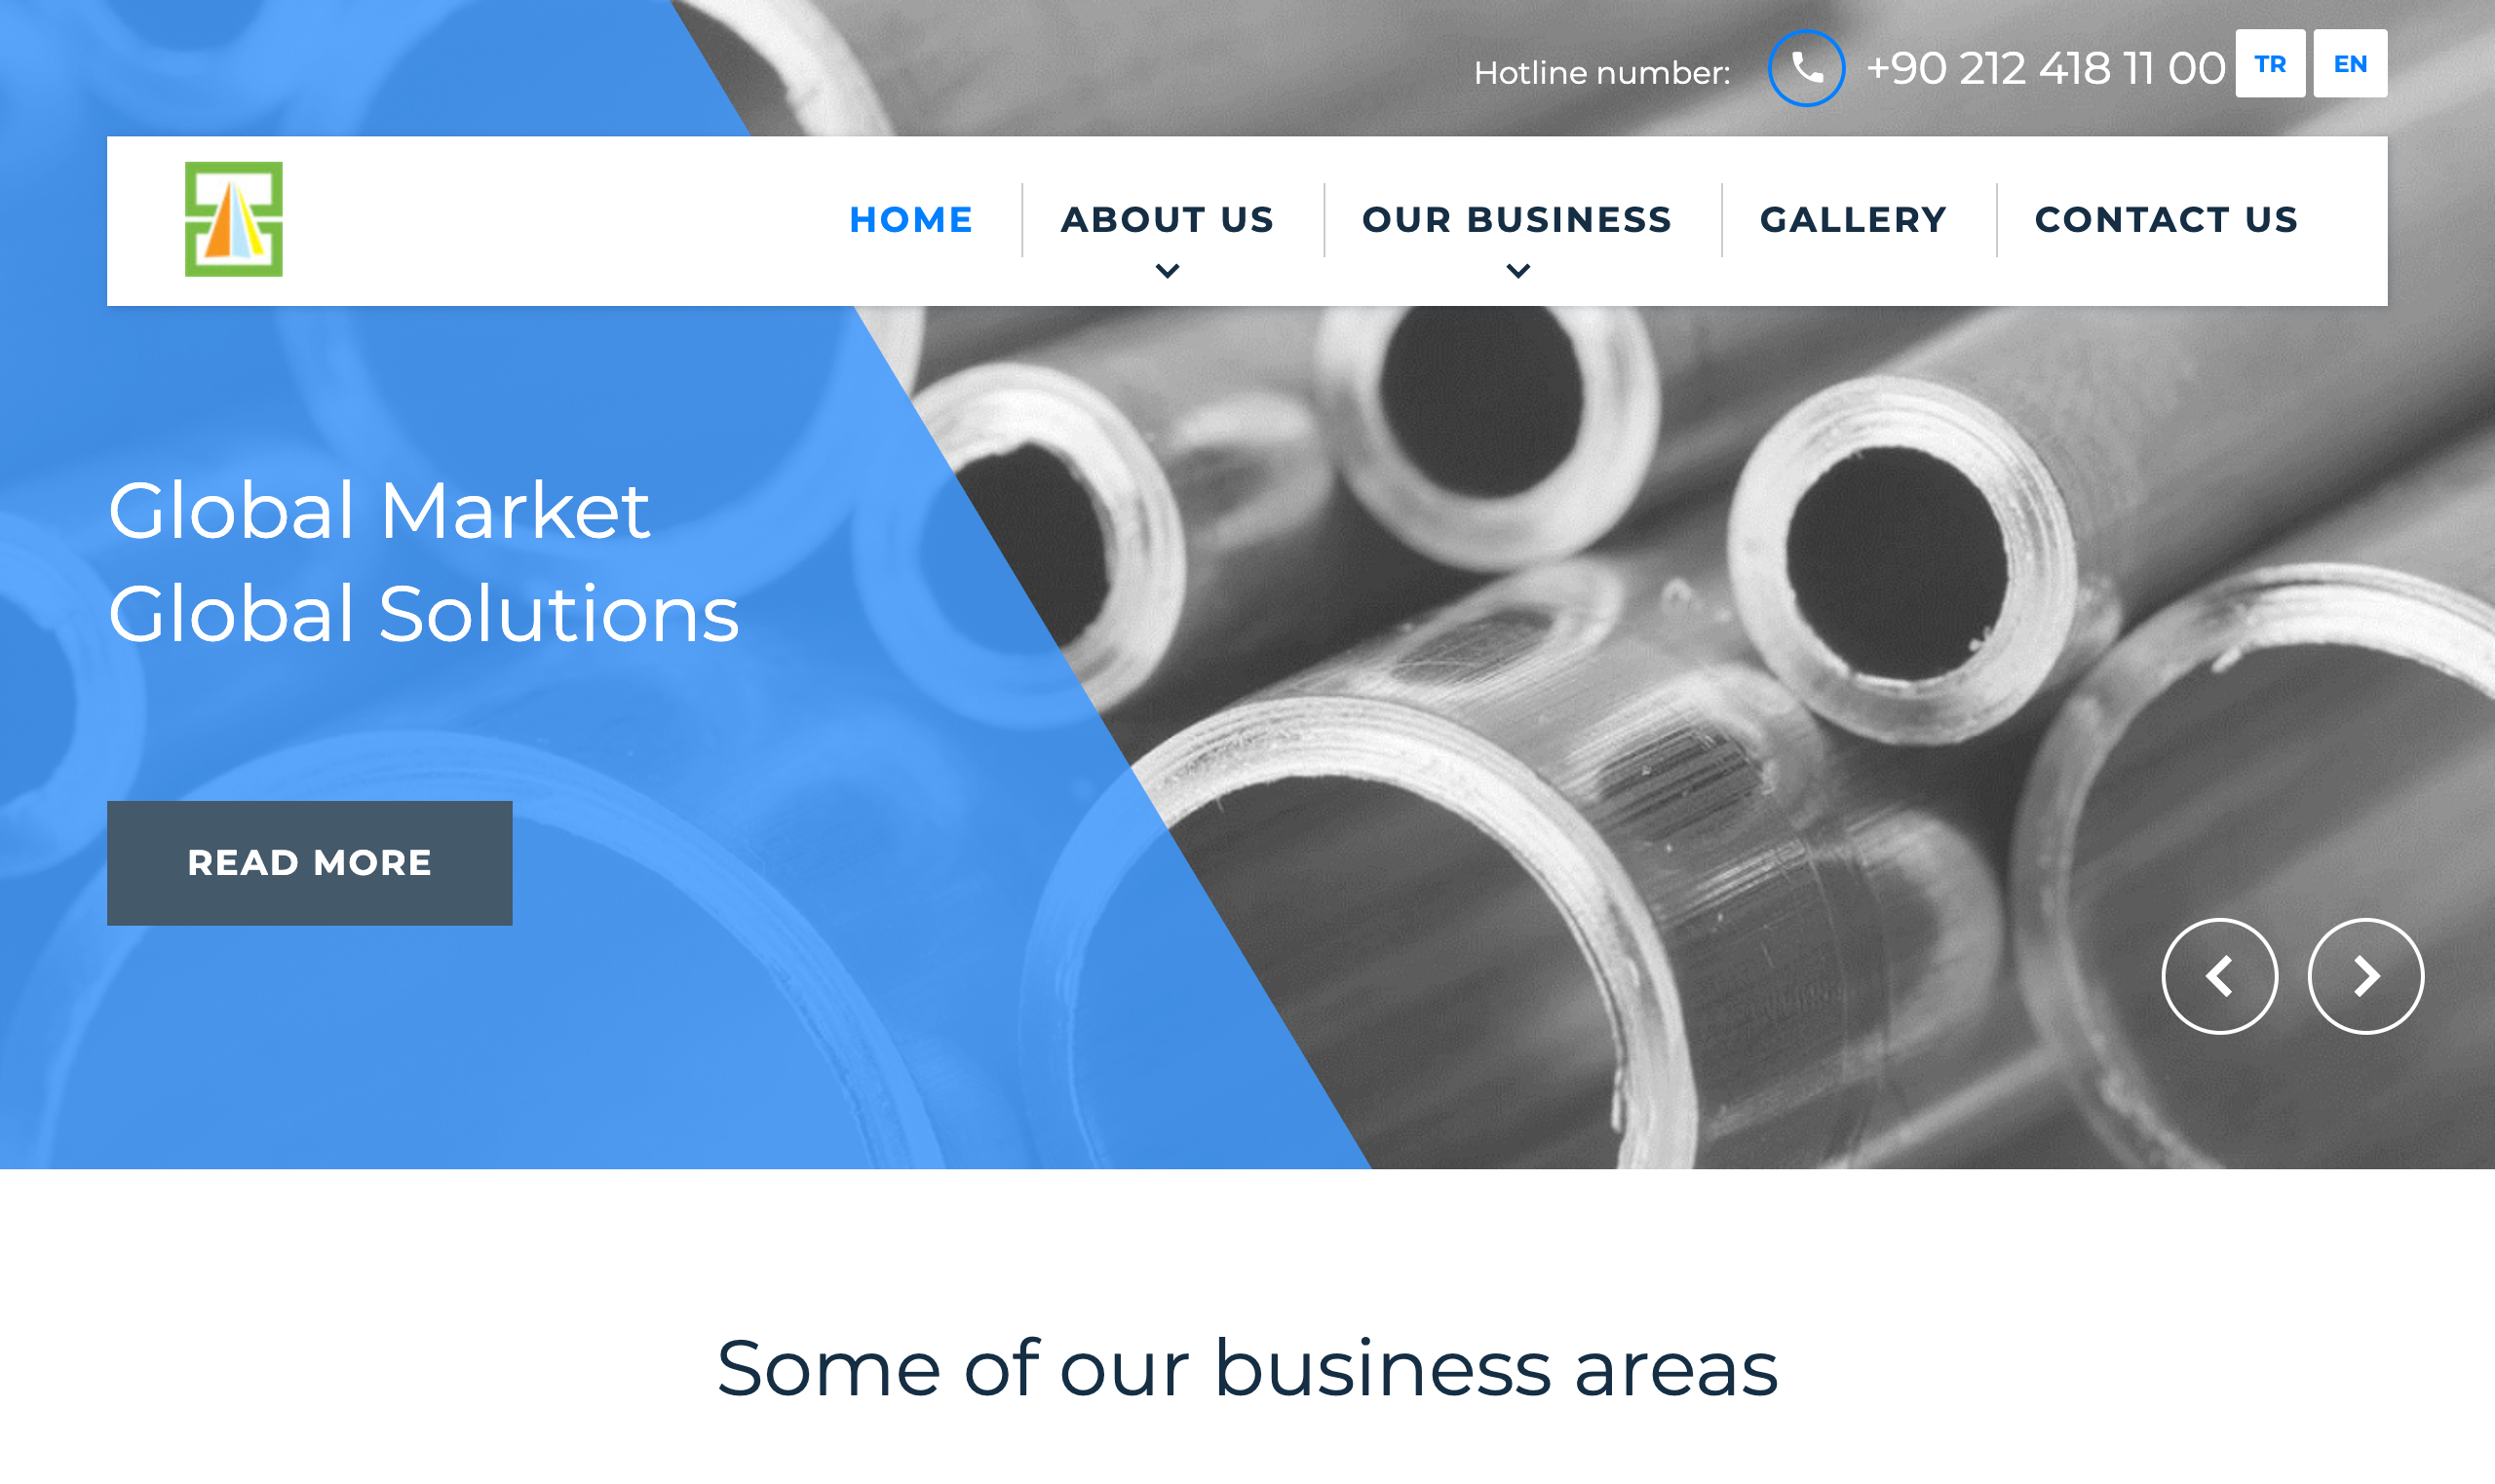 Hotline number: +90 212 418 11 00 TR EN
HOME ABOUT US OUR BUSINESS GALLERY CONTACT US
Global Market
Global Solutions
READ MORE
Some of our business areas